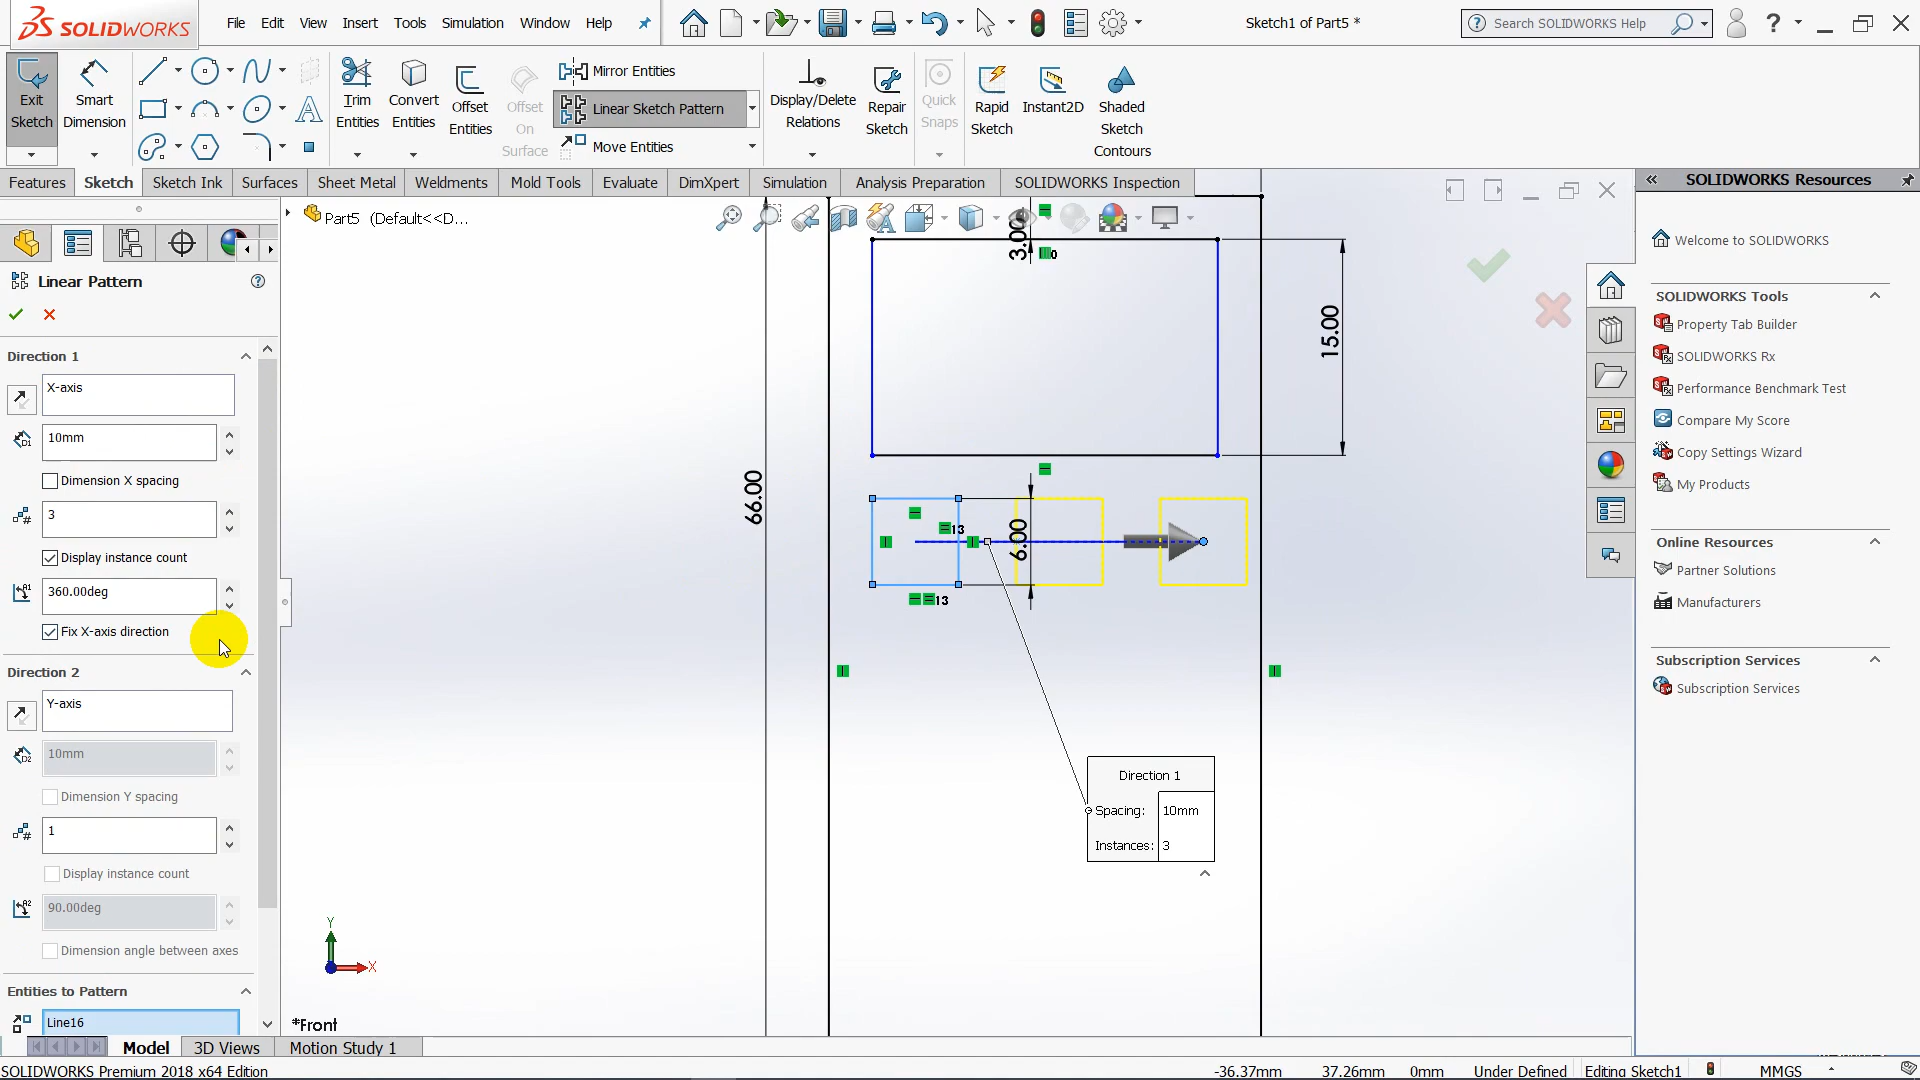 SOLIDWORKS
File Edit View Insert Tools Simulation Window Help
Sketch1 of Part5 *
Search SOLIDWORKS Help
Exit Sketch
Smart Dimension
Trim Entities
Convert Entities
Offset Entities
Offset On Surface
Mirror Entities
Linear Sketch Pattern
Move Entities
Display/Delete Relations
Repair Sketch
Quick Snaps
Rapid Sketch
Instant2D
Shaded Sketch Contours
Features Sketch Sketch Ink Surfaces Sheet Metal Weldments Mold Tools Evaluate DimXpert Simulation Analysis Preparation SOLIDWORKS Inspection
Part5 (Default<<D...
Linear Pattern
Direction 1
X-axis
10mm
Dimension X spacing
3
Display instance count
360.00deg
Fix X-axis direction
Direction 2
Y-axis
10mm
Dimension Y spacing
1
Display instance count
90.00deg
Dimension angle between axes
Entities to Pattern
Line16
3.00
0
15.00
66.00
13
6.00
13
Direction 1
Spacing: 10mm
Instances: 3
Y
X
*Front
SOLIDWORKS Resources
Welcome to SOLIDWORKS
SOLIDWORKS Tools
Property Tab Builder
SOLIDWORKS Rx
Performance Benchmark Test
Compare My Score
Copy Settings Wizard
My Products
Online Resources
Partner Solutions
Manufacturers
Subscription Services
Subscription Services
Model 3D Views Motion Study 1
SOLIDWORKS Premium 2018 x64 Edition
-36.37mm 37.26mm 0mm Under Defined Editing Sketch1 MMGS